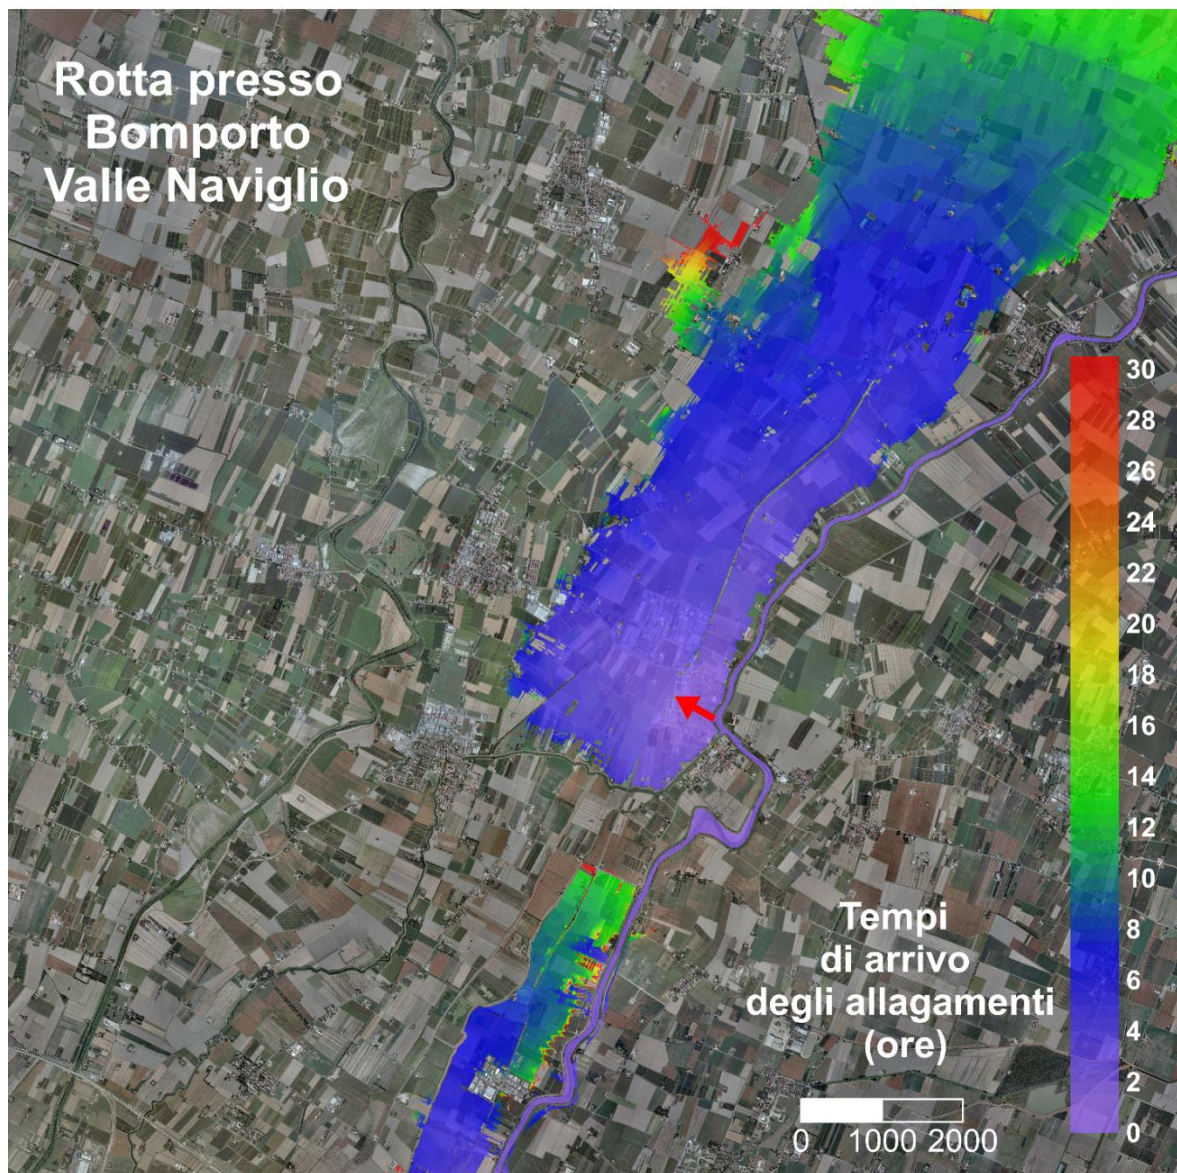 Rotta presso
Bomporto
Valle Naviglio
30
28
26
24
22
20
18
16
14
12
10
8
6
4
2
0
Tempi
di arrivo
degli allagamenti
(ore)
0 1000 2000